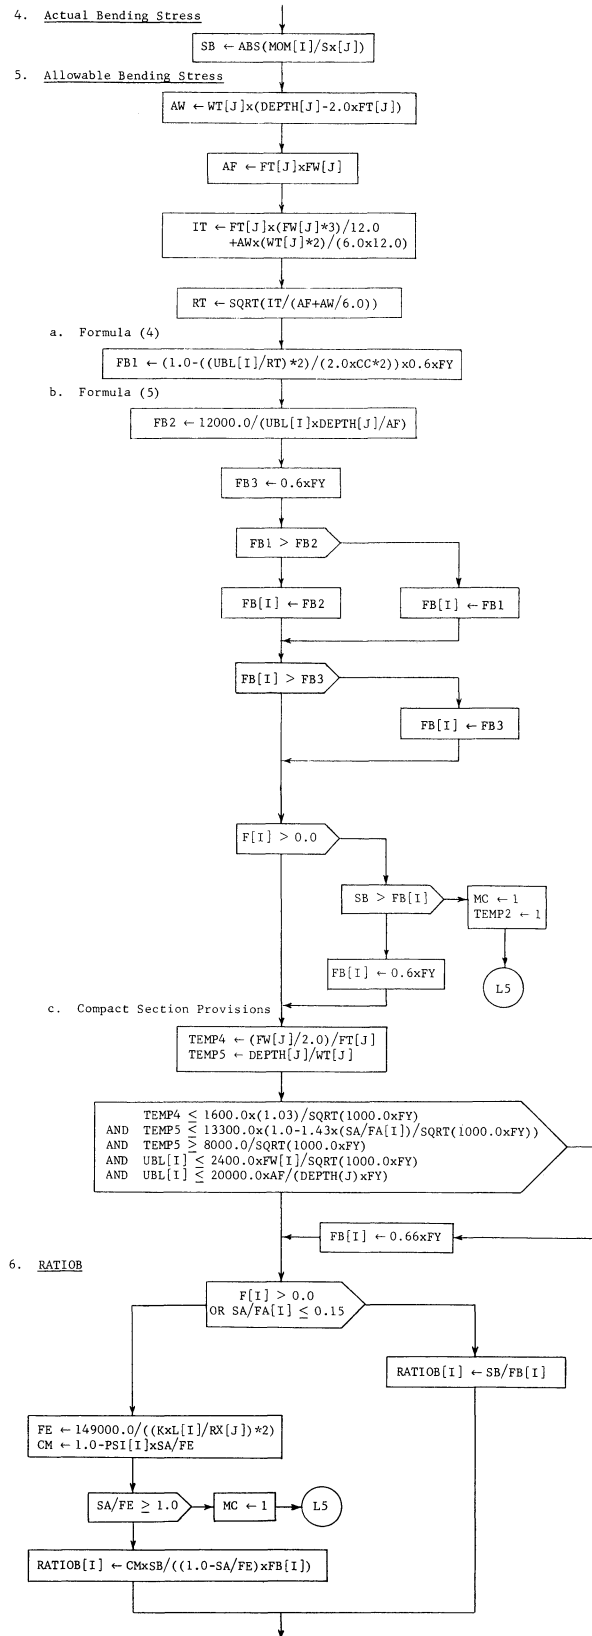 4. Actual Bending Stress
SB ← ABS(MOM[I]/Sx[J])
5. Allowable Bending Stress
AW ← WT[J]x(DEPTH[J]-2.0xFT[J])
AF ← FT[J]xFW[J]
IT ← FT[J]x(FW[J]*3)/12.0
+AWx(WT[J]*2)/(6.0x12.0)
RT ← SQRT(IT/(AF+AW/6.0))
a. Formula (4)
FB1 ← (1.0-((UBL[I]/RT)*2)/(2.0xCC*2))x0.6xFY
b. Formula (5)
FB2 ← 12000.0/(UBL[I]xDEPTH[J]/AF)
FB3 ← 0.6xFY
FB1 > FB2
FB[I] ← FB2
FB[I] ← FB1
FB[I] > FB3
FB[I] ← FB3
F[I] > 0.0
SB > FB[I]
MC ← 1
TEMP2 ← 1
FB[I] ← 0.6xFY
L5
c. Compact Section Provisions
TEMP4 ← (FW[J]/2.0)/FT[J]
TEMP5 ← DEPTH[J]/WT[J]
TEMP4 ≤ 1600.0x(1.03)/SQRT(1000.0xFY)
AND TEMP5 ≤ 13300.0x(1.0-1.43x(SA/FA[I])/SQRT(1000.0xFY))
AND TEMP5 ≥ 8000.0/SQRT(1000.0xFY)
AND UBL[I] ≤ 2400.0xFW[I]/SQRT(1000.0xFY)
AND UBL[I] ≤ 20000.0xAF/(DEPTH(J)xFY)
FB[I] ← 0.66xFY
6. RATIOB
F[I] > 0.0
OR SA/FA[I] ≤ 0.15
RATIOB[I] ← SB/FB[I]
FE ← 149000.0/((KxL[I]/RX[J])*2)
CM ← 1.0-PSI[I]xSA/FE
SA/FE ≥ 1.0
MC ← 1
L5
RATIOB[I] ← CMxSB/((1.0-SA/FE)xFB[I])